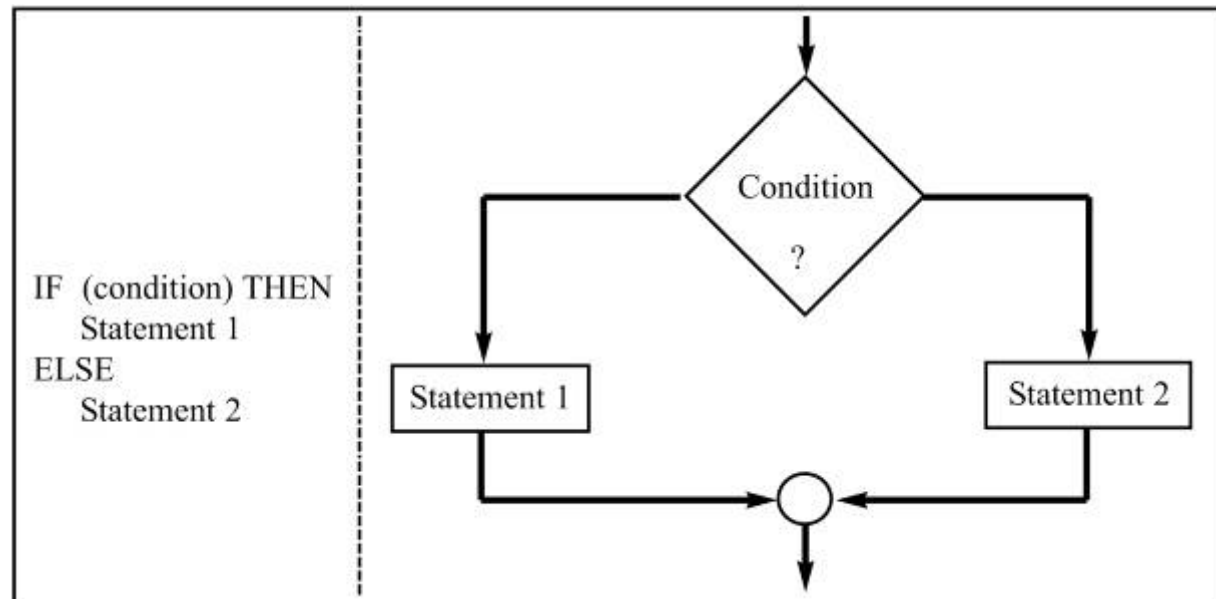 IF (condition) THEN
Statement 1
ELSE
Statement 2
Condition
?
Statement 1
Statement 2